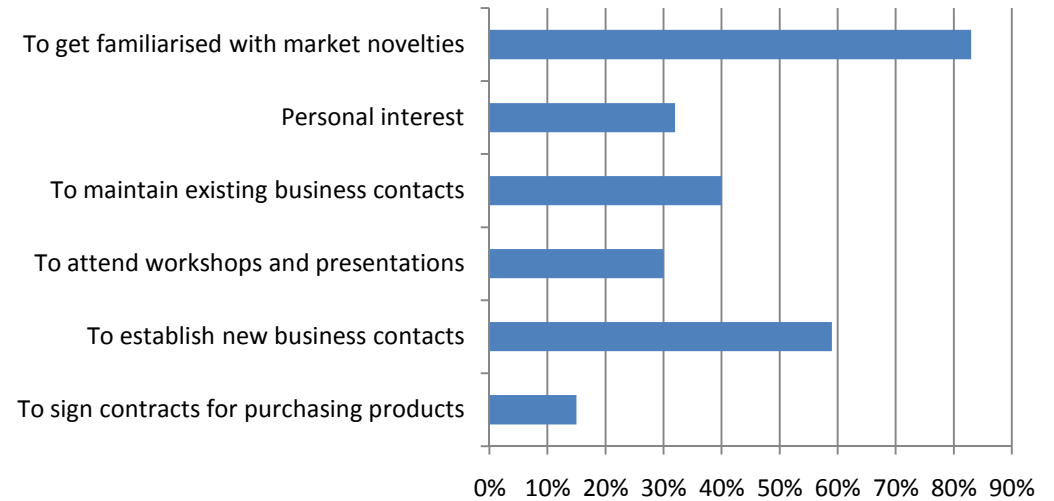 To get familiarised with market novelties
Personal interest
To maintain existing business contacts
To attend workshops and presentations
To establish new business contacts
To sign contracts for purchasing products
0% 10% 20% 30% 40% 50% 60% 70% 80% 90%